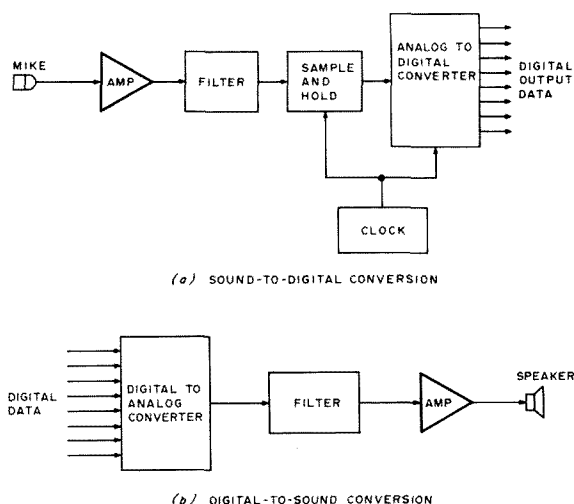 MIKE
AMP
FILTER
SAMPLE
AND
HOLD
ANALOG TO
DIGITAL
CONVERTER
DIGITAL
OUTPUT
DATA
CLOCK
(a) SOUND-TO-DIGITAL CONVERSION
DIGITAL
DATA
DIGITAL TO
ANALOG
CONVERTER
FILTER
AMP
SPEAKER
(b) DIGITAL-TO-SOUND CONVERSION